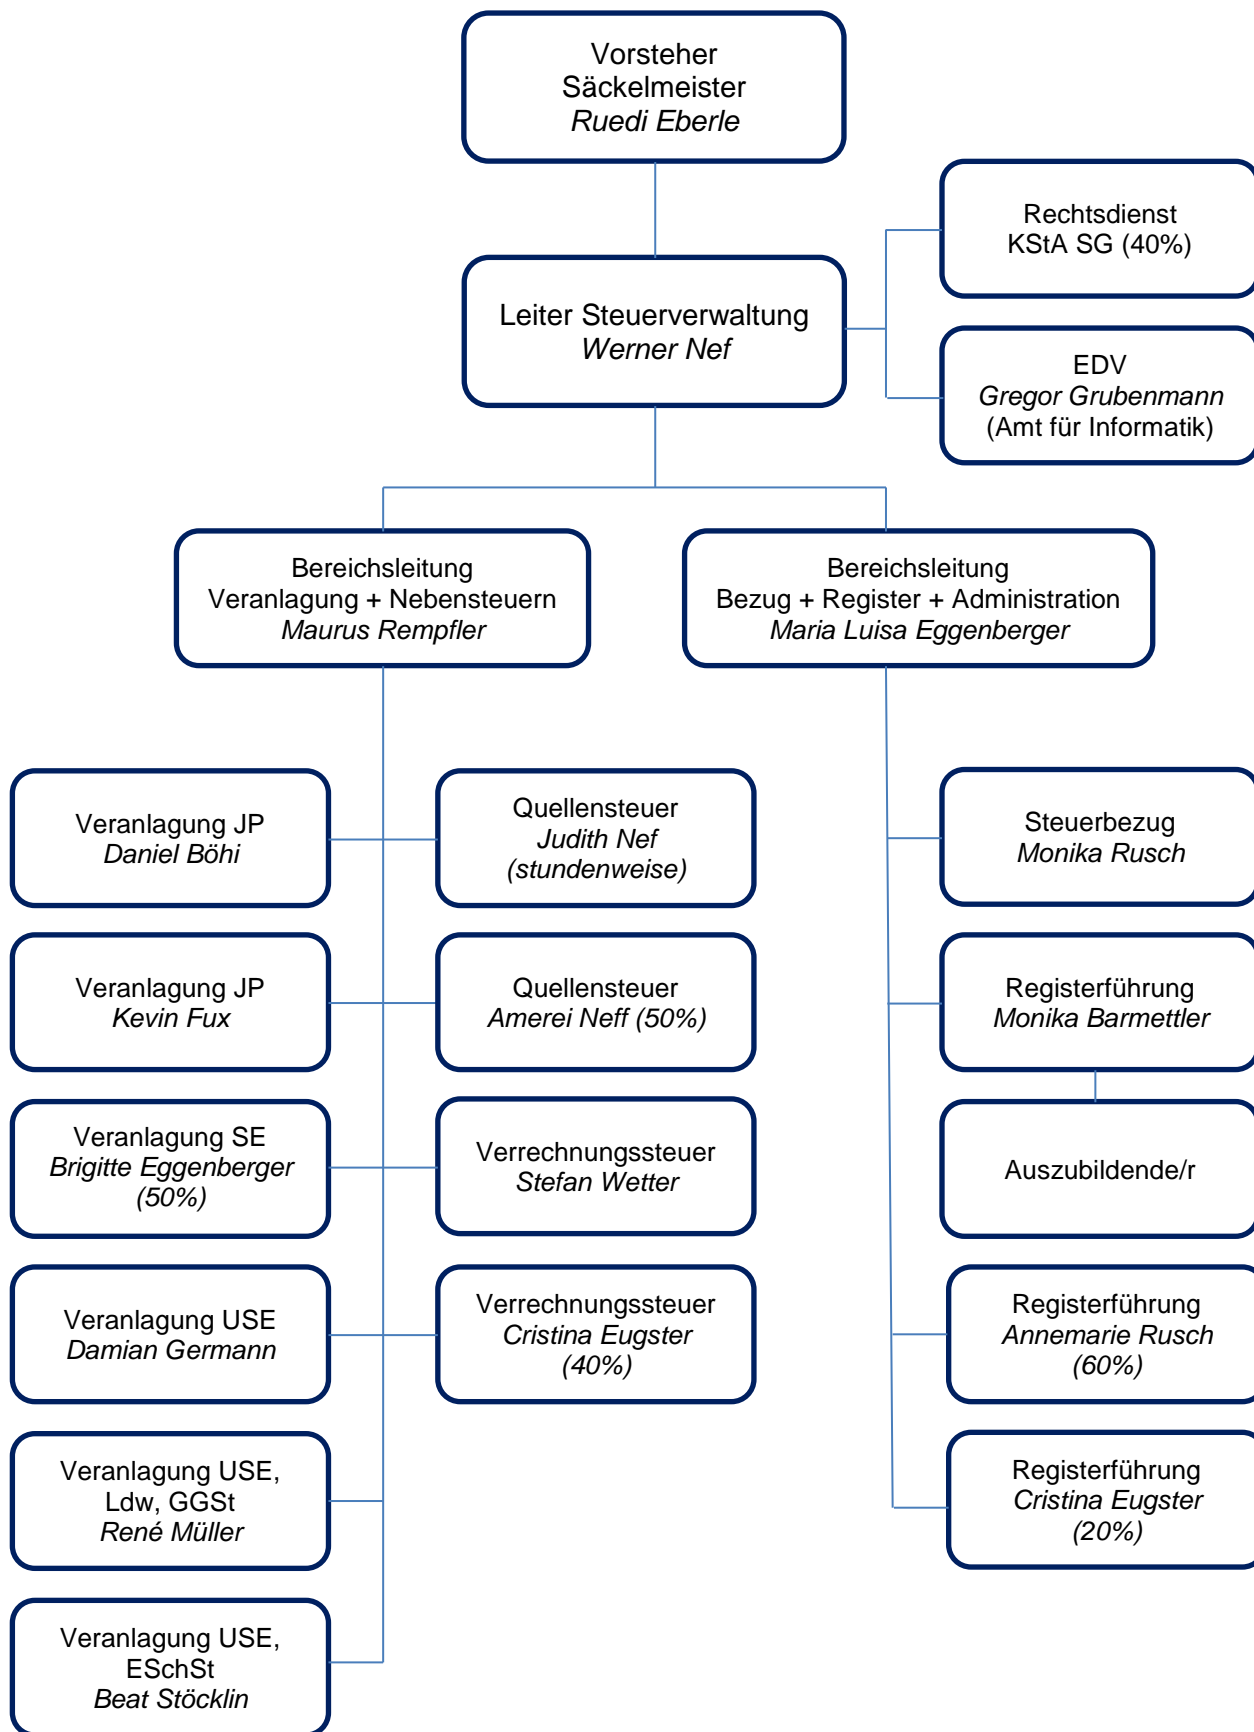 Vorsteher
Säckelmeister
Ruedi Eberle
Rechtsdienst
KStA SG (40%)
Leiter Steuerverwaltung
Werner Nef
EDV
Gregor Grubenmann
(Amt für Informatik)
Bereichsleitung
Veranlagung + Nebensteuern
Maurus Rempfler
Bereichsleitung
Bezug + Register + Administration
Maria Luisa Eggenberger
Veranlagung JP
Daniel Böhi
Quellensteuer
Judith Nef
(stundenweise)
Steuerbezug
Monika Rusch
Veranlagung JP
Kevin Fux
Quellensteuer
Amerei Neff (50%)
Registerführung
Monika Barmettler
Veranlagung SE
Brigitte Eggenberger
(50%)
Verrechnungssteuer
Stefan Wetter
Auszubildende/r
Veranlagung USE
Damian Germann
Verrechnungssteuer
Cristina Eugster
(40%)
Registerführung
Annemarie Rusch
(60%)
Veranlagung USE,
Ldw, GGSt
René Müller
Registerführung
Cristina Eugster
(20%)
Veranlagung USE,
ESchSt
Beat Stöcklin